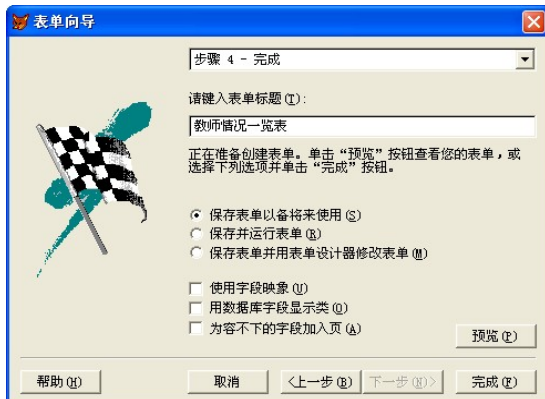 表单向导
步骤 4 - 完成
请键入表单标题(T):
教师情况一览表
正在准备创建表单。单击“预览”按钮查看您的表单，或
选择下列选项并单击“完成”按钮。
保存表单以备将来使用(S)
保存并运行表单(R)
保存表单并用表单设计器修改表单(M)
使用字段映象(U)
用数据库字段显示类(O)
为容不下的字段加入页(A)
预览(P)
帮助(H)
取消
<上一步(B)
下一步(N)>
完成(F)